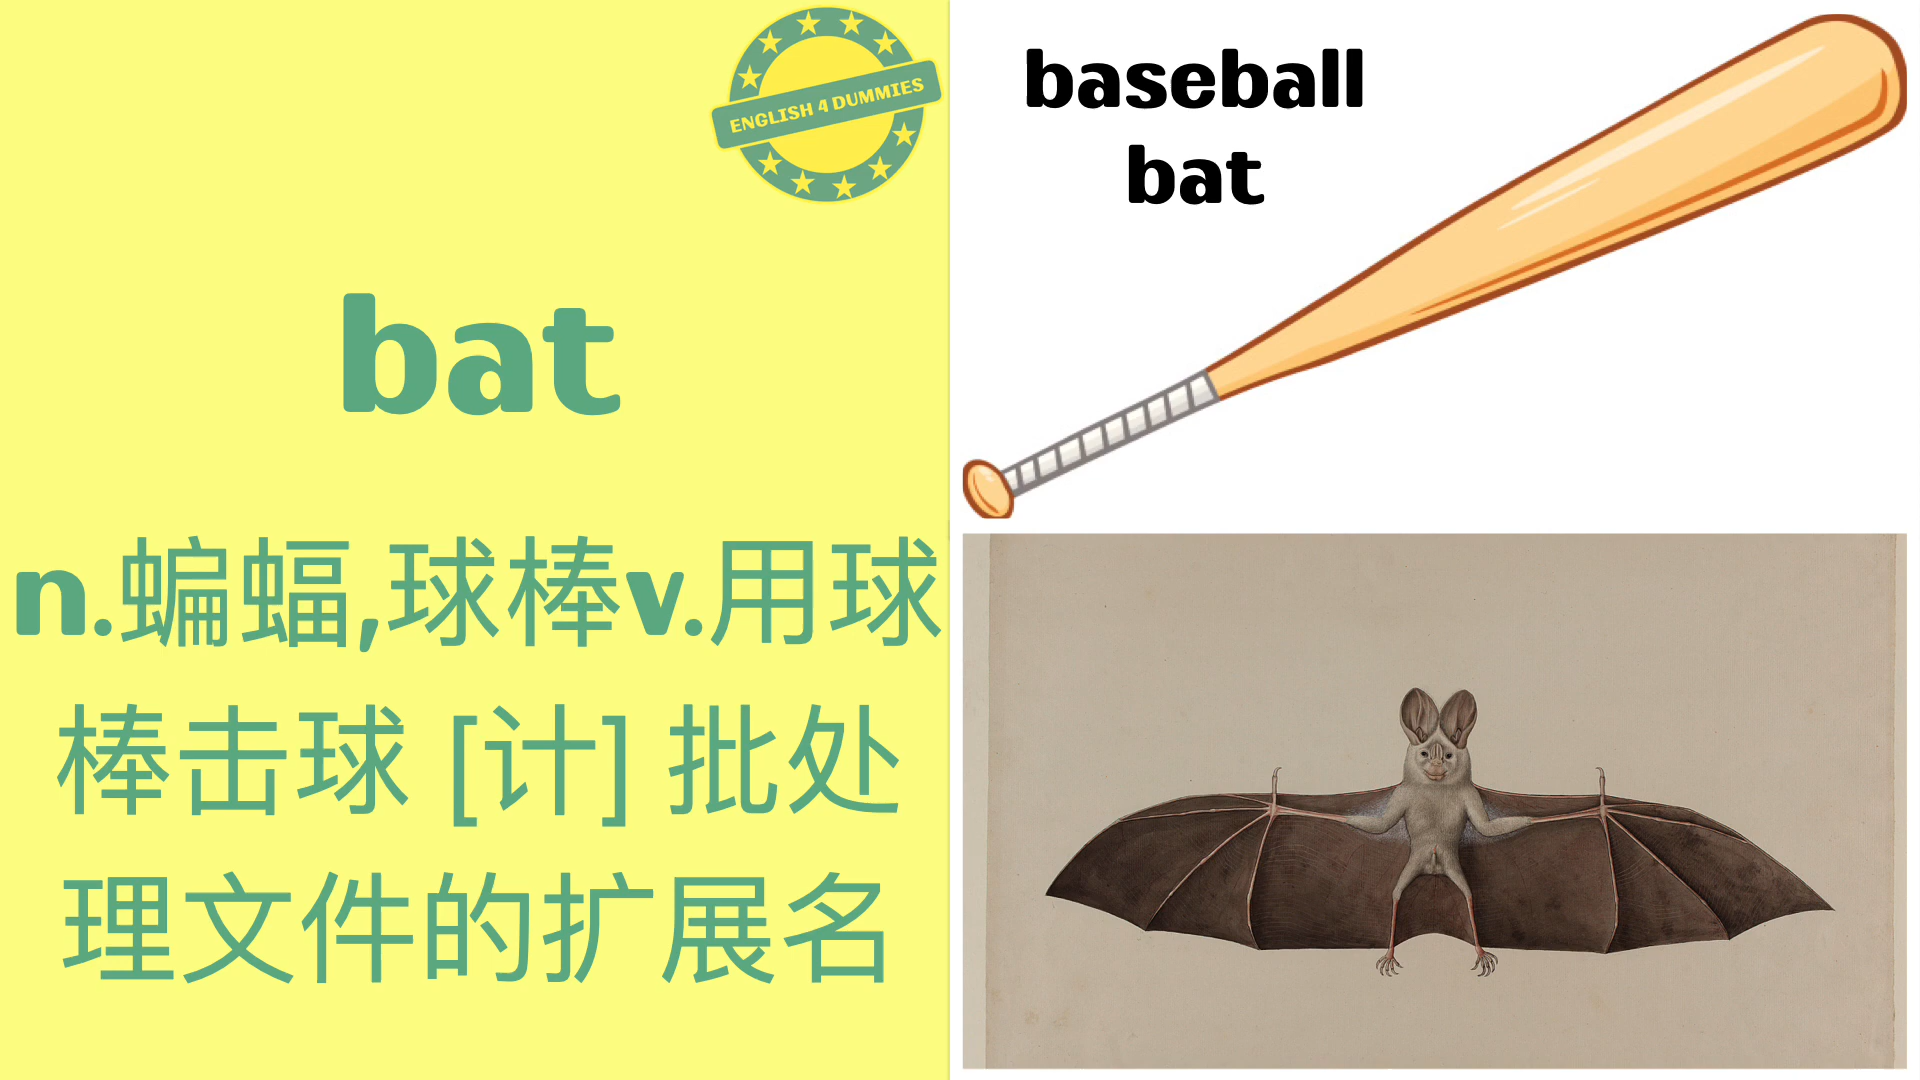 ENGLISH 4 DUMMIES
bat
n.蝙蝠,球棒v.用球
棒击球 [计] 批处
理文件的扩展名
baseball
bat